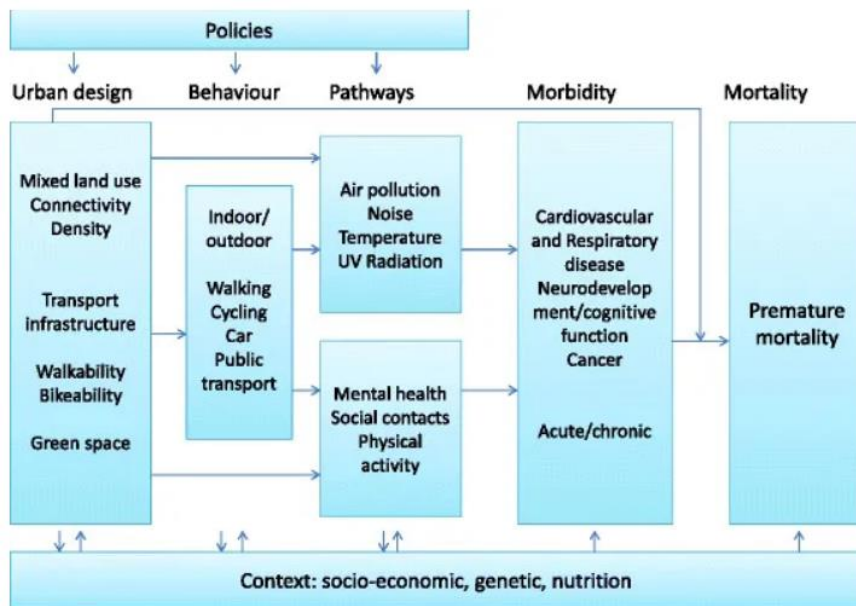 Policies
Urban design
Behaviour
Pathways
Morbidity
Mortality
Mixed land use
Connectivity
Density
Transport
infrastructure
Walkability
Bikeability
Green space
Indoor/
outdoor
Walking
Cycling
Car
Public
transport
Air pollution
Noise
Temperature
UV Radiation
Mental health
Social contacts
Physical
activity
Cardiovascular
and Respiratory
disease
Neurodevelop
ment/cognitive
function
Cancer
Acute/chronic
Premature
mortality
Context: socio-economic, genetic, nutrition